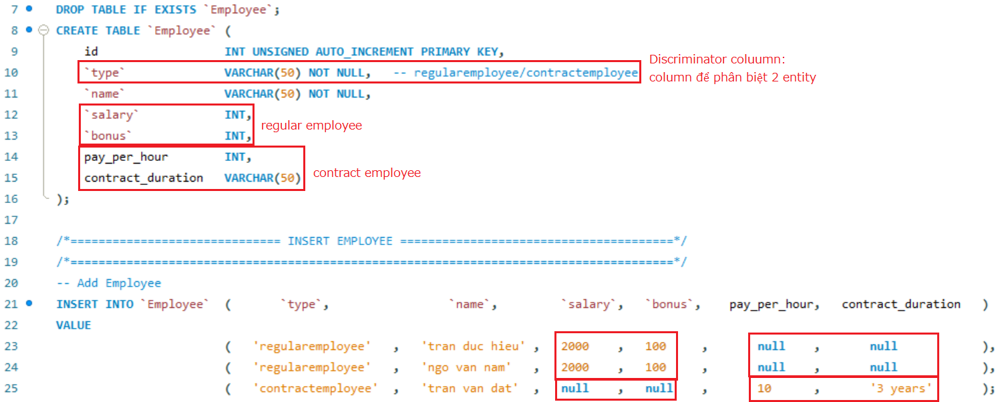 7 DROP TABLE IF EXISTS `Employee`;
8 CREATE TABLE `Employee` (
9 id INT UNSIGNED AUTO_INCREMENT PRIMARY KEY,
10 `type` VARCHAR(50) NOT NULL, -- regularemployee/contractemployee
Discriminator coluumn:
column để phân biệt 2 entity
11 `name` VARCHAR(50) NOT NULL,
12 `salary` INT,
regular employee
13 `bonus` INT,
14 pay_per_hour INT,
contract employee
15 contract_duration VARCHAR(50)
16 );
17
18 /*============================== INSERT EMPLOYEE =======================================*/
19 /*======================================================================================*/
20 -- Add Employee
21 INSERT INTO `Employee` ( `type`, `name`, `salary`, `bonus`, pay_per_hour, contract_duration )
22 VALUE
23 ( 'regularemployee' , 'tran duc hieu' , 2000 , 100 , null , null ),
24 ( 'regularemployee' , 'ngo van nam' , 2000 , 100 , null , null ),
25 ( 'contractemployee' , 'tran van dat' , null , null , 10 , '3 years' );